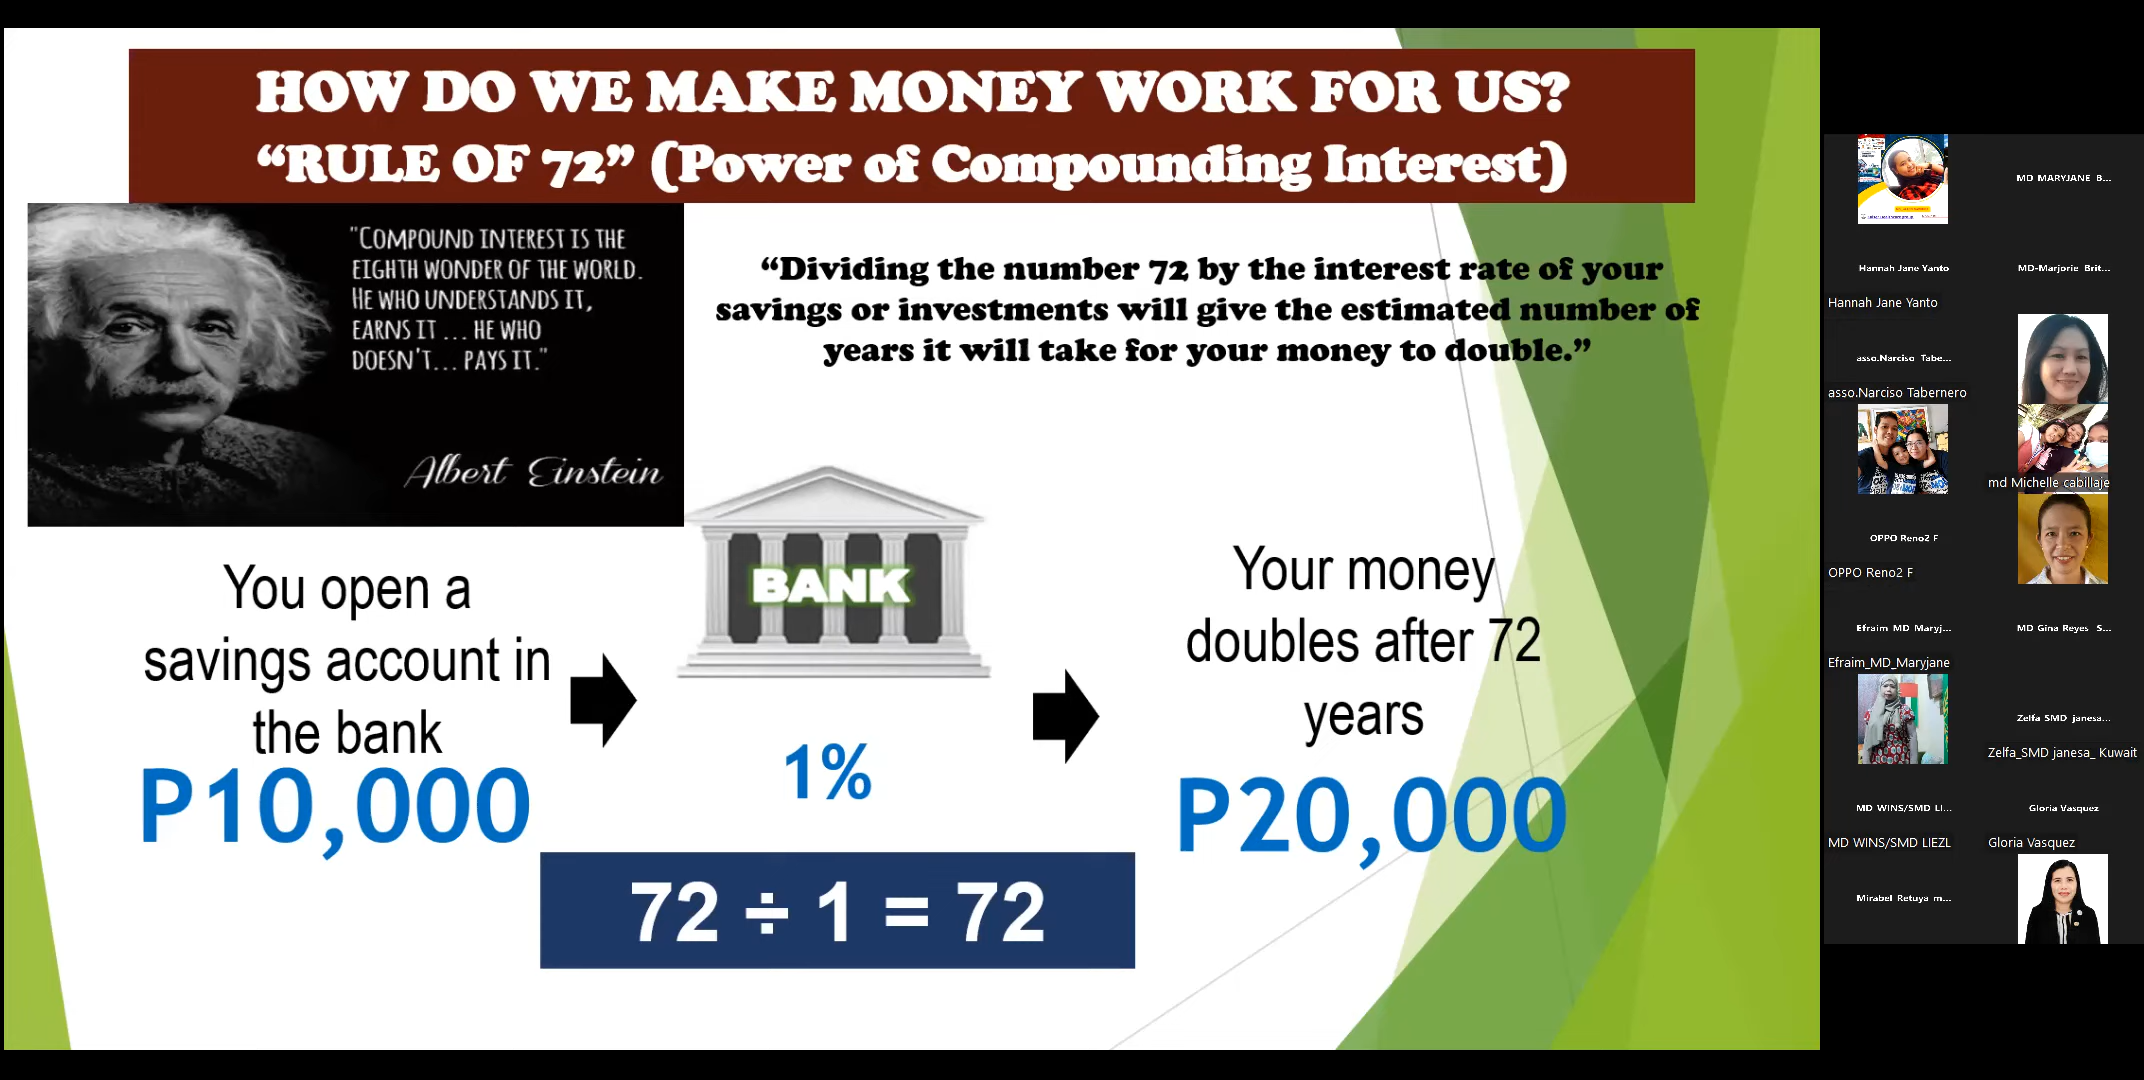 HOW DO WE MAKE MONEY WORK FOR US?
“RULE OF 72” (Power of Compounding Interest)
"COMPOUND INTEREST IS THE
EIGHTH WONDER OF THE WORLD.
HE WHO UNDERSTANDS IT,
EARNS IT ... HE WHO
DOESN'T... PAYS IT."
Albert Einstein
“Dividing the number 72 by the interest rate of your
savings or investments will give the estimated number of
years it will take for your money to double.”
You open a
savings account in
the bank
P10,000
BANK
1%
72 ÷ 1 = 72
Your money
doubles after 72
years
P20,000
MD MARYJANE B...
Hannah Jane Yanto
Hannah Jane Yanto
MD-Marjorie Brit...
asso.Narciso Tabe...
asso.Narciso Tabernero
md Michelle cabillaje
OPPO Reno2 F
OPPO Reno2 F
Efraim MD Maryj...
Efraim_MD_Maryjane
MD Gina Reyes S...
Zelfa SMD janesa...
Zelfa_SMD janesa_ Kuwait
MD WINS/SMD LI...
MD WINS/SMD LIEZL
Gloria Vasquez
Gloria Vasquez
Mirabel Retuya m...